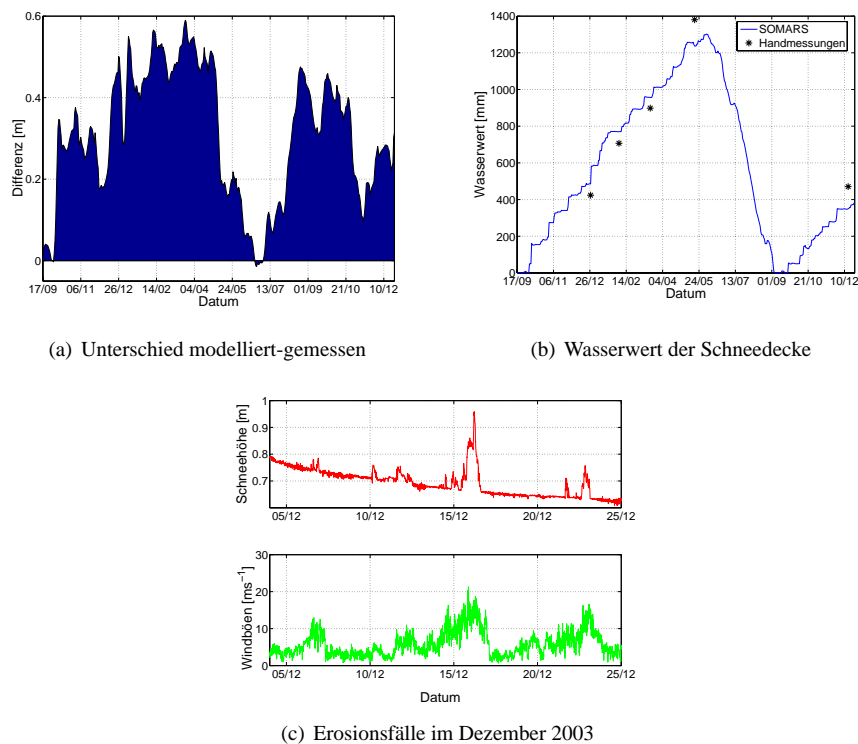 0.6
0.4
0.2
0
Differenz [m]
17/09 06/11 26/12 14/02 04/04 24/05 13/07 01/09 21/10 10/12
Datum
(a) Unterschied modelliert-gemessen
1400
1200
1000
800
600
400
200
0
Wasserwert [mm]
SOMARS
Handmessungen
17/09 06/11 26/12 14/02 04/04 24/05 13/07 01/09 21/10 10/12
Datum
(b) Wasserwert der Schneedecke
1
0.9
0.8
0.7
Schneehöhe [m]
05/12 10/12 15/12 20/12 25/12
30
20
10
0
Windböen [ms⁻¹]
05/12 10/12 15/12 20/12 25/12
Datum
(c) Erosionsfälle im Dezember 2003